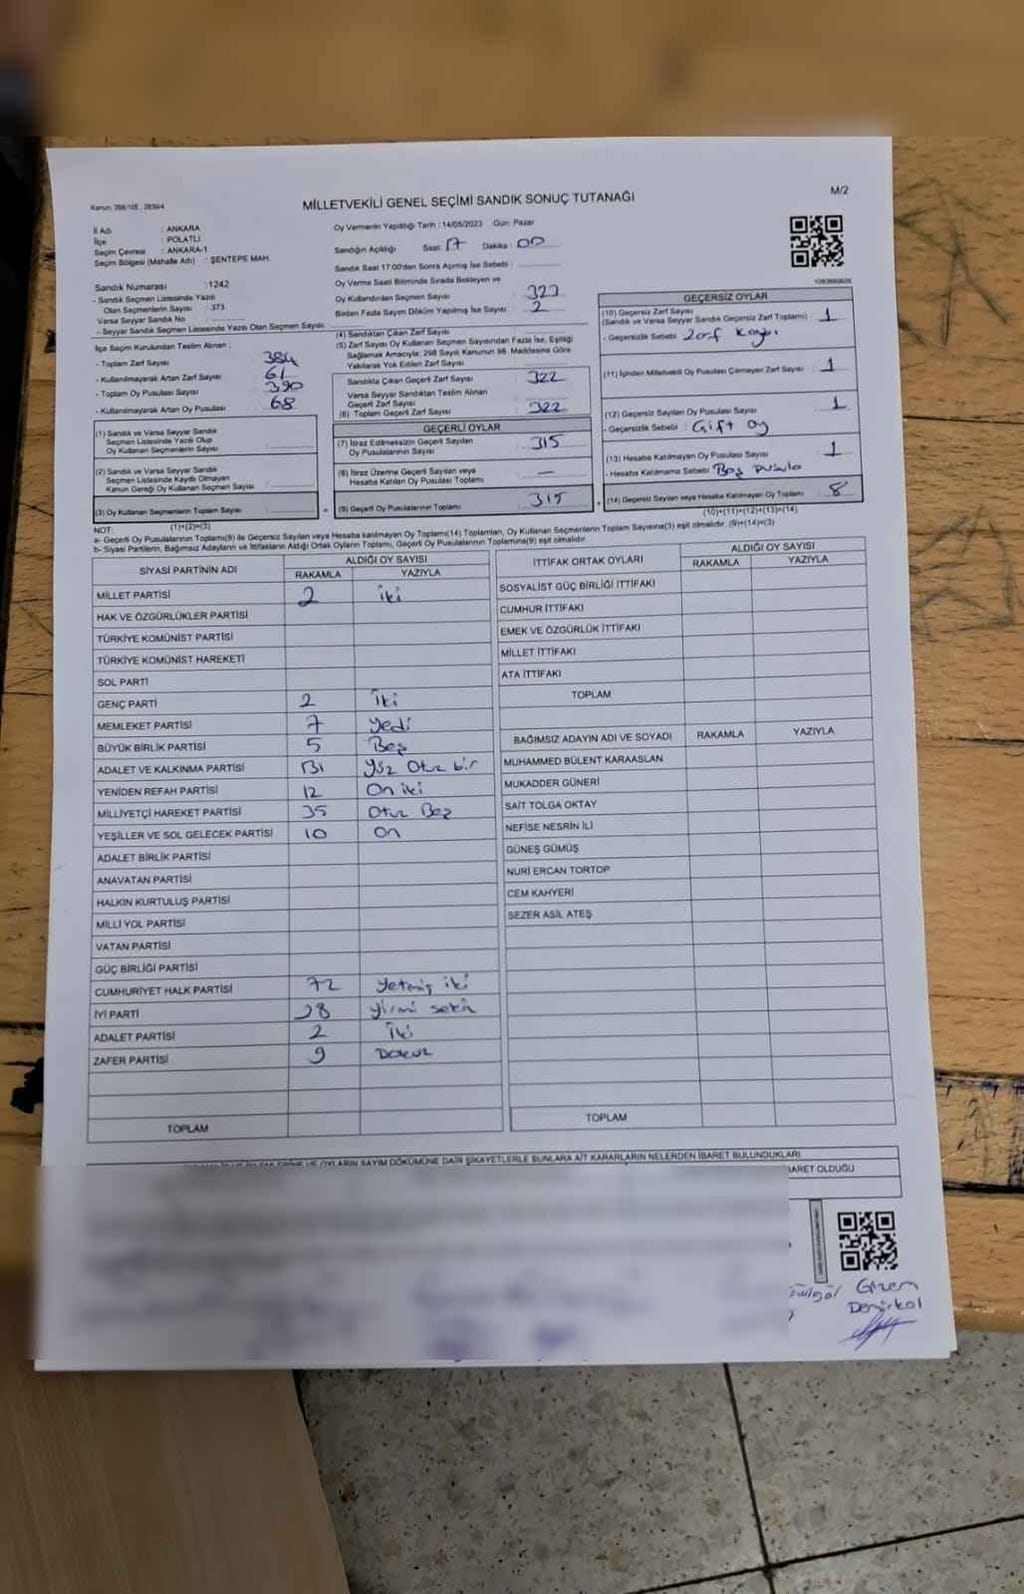 Kanun: 298/105 , 2839/4
MİLLETVEKİLİ GENEL SEÇİMİ SANDIK SONUÇ TUTANAĞI
M/2
İl Adı : ANKARA
İlçe : POLATLI
Seçim Çevresi : ANKARA-1
Seçim Bölgesi (Mahalle Adı) : ŞENTEPE MAH.
Sandık Numarası :1242
- Sandık Seçmen Listesinde Yazılı
Olan Seçmenlerin Sayısı : 373
Varsa Seyyar Sandık No
- Seyyar Sandık Seçmen Listesinde Yazılı Olan Seçmen Sayısı:
İlçe Seçim Kurulundan Teslim Alınan ;
- Toplam Zarf Sayısı 384
- Kullanılmayarak Artan Zarf Sayısı 61
- Toplam Oy Pusulası Sayısı 390
- Kullanılmayarak Artan Oy Pusulası 68
(1) Sandık ve Varsa Seyyar Sandık
Seçmen Listesinde Yazılı Olup
Oy Kullanan Seçmenlerin Sayısı
(2) Sandık ve Varsa Seyyar Sandık
Seçmen Listesinde Kayıtlı Olmayan
Kanun Gereği Oy Kullanan Seçmen Sayısı
(3) Oy Kullanan Seçmenlerin Toplam Sayısı
(1)+(2)=(3)
Oy Vermenin Yapıldığı Tarih : 14/05/2023 Gün: Pazar
Sandığın Açıldığı Saat: 17 Dakika : 00
Sandık Saat 17:00'den Sonra Açılmış İse Sebebi :
Oy Verme Saati Bitiminde Sırada Bekleyen ve
Oy Kullandırılan Seçmen Sayısı 323
Birden Fazla Sayım Döküm Yapılmış İse Sayısı 2
(4) Sandıktan Çıkan Zarf Sayısı
(5) Zarf Sayısı Oy Kullanan Seçmen Sayısından Fazla İse, Eşitliği
Sağlamak Amacıyla; 298 Sayılı Kanunun 98. Maddesine Göre
Yakılarak Yok Edilen Zarf Sayısı
Sandıkta Çıkan Geçerli Zarf Sayısı 322
Varsa Seyyar Sandıktan Teslim Alınan
Geçerli Zarf Sayısı
(6) Toplam Geçerli Zarf Sayısı 322
GEÇERLİ OYLAR
(7) İtiraz Edilmeksizin Geçerli Sayılan
Oy Pusulalarının Sayısı 315
(8) İtiraz Üzerine Geçerli Sayılan veya
Hesaba Katılan Oy Pusulası Toplamı —
(9) Geçerli Oy Pusulalarının Toplamı 315
GEÇERSİZ OYLAR
(10) Geçersiz Zarf Sayısı
(Sandık ve Varsa Seyyar Sandık Geçersiz Zarf Toplamı) : 1
- Geçersizlik Sebebi zarf kayıp
(11) İçinden Milletvekili Oy Pusulası Çıkmayan Zarf Sayısı 1
(12) Geçersiz Sayılan Oy Pusulası Sayısı 1
- Geçersizlik Sebebi : Çift oy
(13) Hesaba Katılmayan Oy Pusulası Sayısı 1
- Hesaba Katılmama Sebebi Boş pusula
(14) Geçersiz Sayılan veya Hesaba Katılmayan Oy Toplamı 8
(10)+(11)+(12)+(13)=(14)
NOT:
a- Geçerli Oy Pusulalarının Toplamı(9) ile Geçersiz Sayılan veya Hesaba katılmayan Oy Toplamı(14) Toplamları, Oy Kullanan Seçmenlerin Toplam Sayısına(3) eşit olmalıdır. (9)+(14)=(3)
b- Siyasi Partilerin, Bağımsız Adayların ve İttifakların Aldığı Ortak Oyların Toplamı, Geçerli Oy Pusulalarının Toplamına(9) eşit olmalıdır.
SİYASİ PARTİNİN ADI ALDIĞI OY SAYISI
RAKAMLA YAZIYLA
MİLLET PARTİSİ 2 iki
HAK VE ÖZGÜRLÜKLER PARTİSİ
TÜRKİYE KOMÜNİST PARTİSİ
TÜRKİYE KOMÜNİST HAREKETİ
SOL PARTİ
GENÇ PARTİ 2 İki
MEMLEKET PARTİSİ 7 yedi
BÜYÜK BİRLİK PARTİSİ 5 Beş
ADALET VE KALKINMA PARTİSİ 131 yüz Otuz bir
YENİDEN REFAH PARTİSİ 12 On iki
MİLLİYETÇİ HAREKET PARTİSİ 35 Otuz Beş
YEŞİLLER VE SOL GELECEK PARTİSİ 10 On
ADALET BİRLİK PARTİSİ
ANAVATAN PARTİSİ
HALKIN KURTULUŞ PARTİSİ
MİLLİ YOL PARTİSİ
VATAN PARTİSİ
GÜÇ BİRLİĞİ PARTİSİ
CUMHURİYET HALK PARTİSİ 72 Yetmiş iki
İYİ PARTİ 28 yirmi sekiz
ADALET PARTİSİ 2 İki
ZAFER PARTİSİ 9 Dokuz
TOPLAM
İTTİFAK ORTAK OYLARI ALDIĞI OY SAYISI
RAKAMLA YAZIYLA
SOSYALİST GÜÇ BİRLİĞİ İTTİFAKI
CUMHUR İTTİFAKI
EMEK VE ÖZGÜRLÜK İTTİFAKI
MİLLET İTTİFAKI
ATA İTTİFAKI
TOPLAM
BAĞIMSIZ ADAYIN ADI VE SOYADI RAKAMLA YAZIYLA
MUHAMMED BÜLENT KARAASLAN
MUKADDER GÜNERİ
SAİT TOLGA OKTAY
NEFİSE NESRİN İLİ
GÜNEŞ GÜMÜŞ
NURİ ERCAN TORTOP
CEM KAHYERİ
SEZER ASİL ATEŞ
TOPLAM
OYLARIN SAYIM DÖKÜMÜNE DAİR ŞİKAYETLERLE BUNLARA AİT KARARLARIN NELERDEN İBARET BULUNDUKLARI
BARET OLDUĞU
Gizem
Demirkol